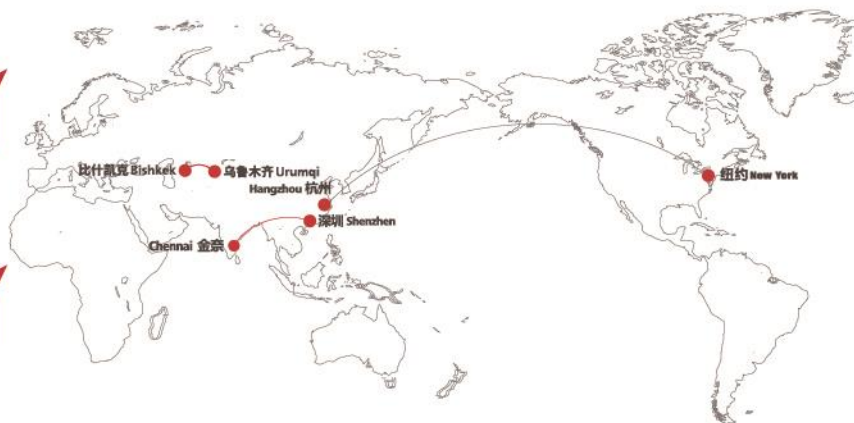 比什凯克 Bishkek
乌鲁木齐 Urumqi
Hangzhou 杭州
纽约 New York
深圳 Shenzhen
Chennai 金奈